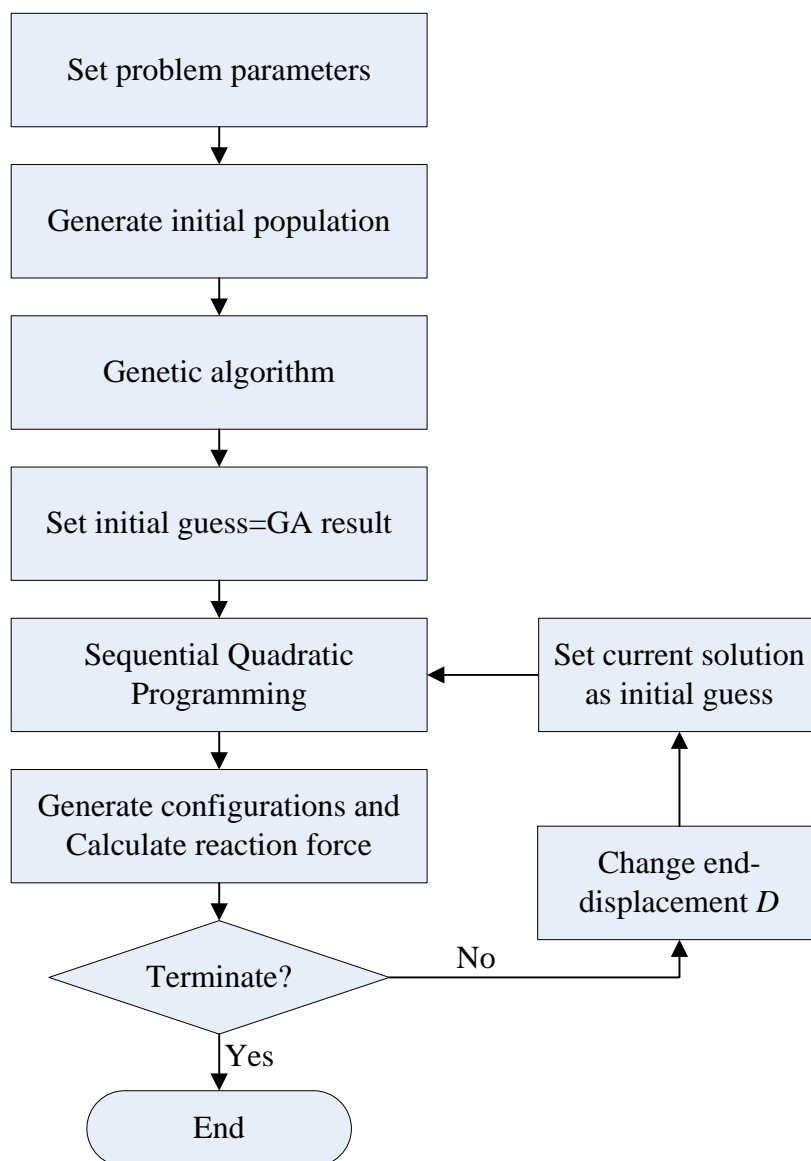 Set problem parameters
Generate initial population
Genetic algorithm
Set initial guess=GA result
Sequential Quadratic
Programming
Set current solution
as initial guess
Generate configurations and
Calculate reaction force
Change end-
displacement D
Terminate?
No
Yes
End